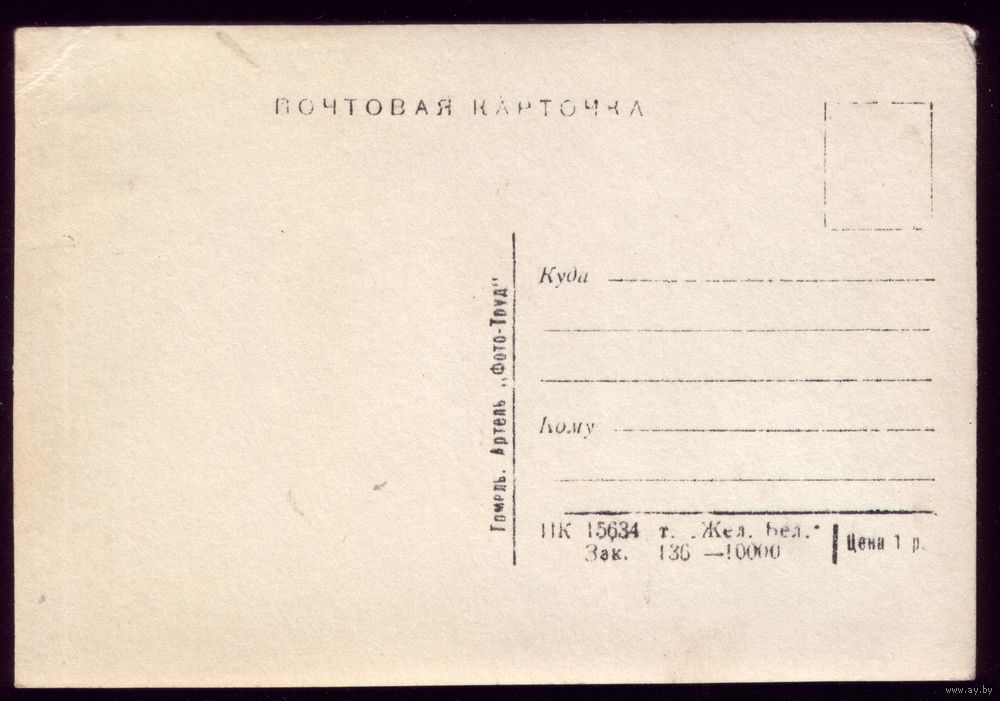 ПОЧТОВАЯ КАРТОЧКА
Гомель. Артель „Фото-Труд"
Куда
Кому
ПК 15634 т. „Жел. Бел."
Зак. 136 —10000
Цена 1 р.
www.ay.by